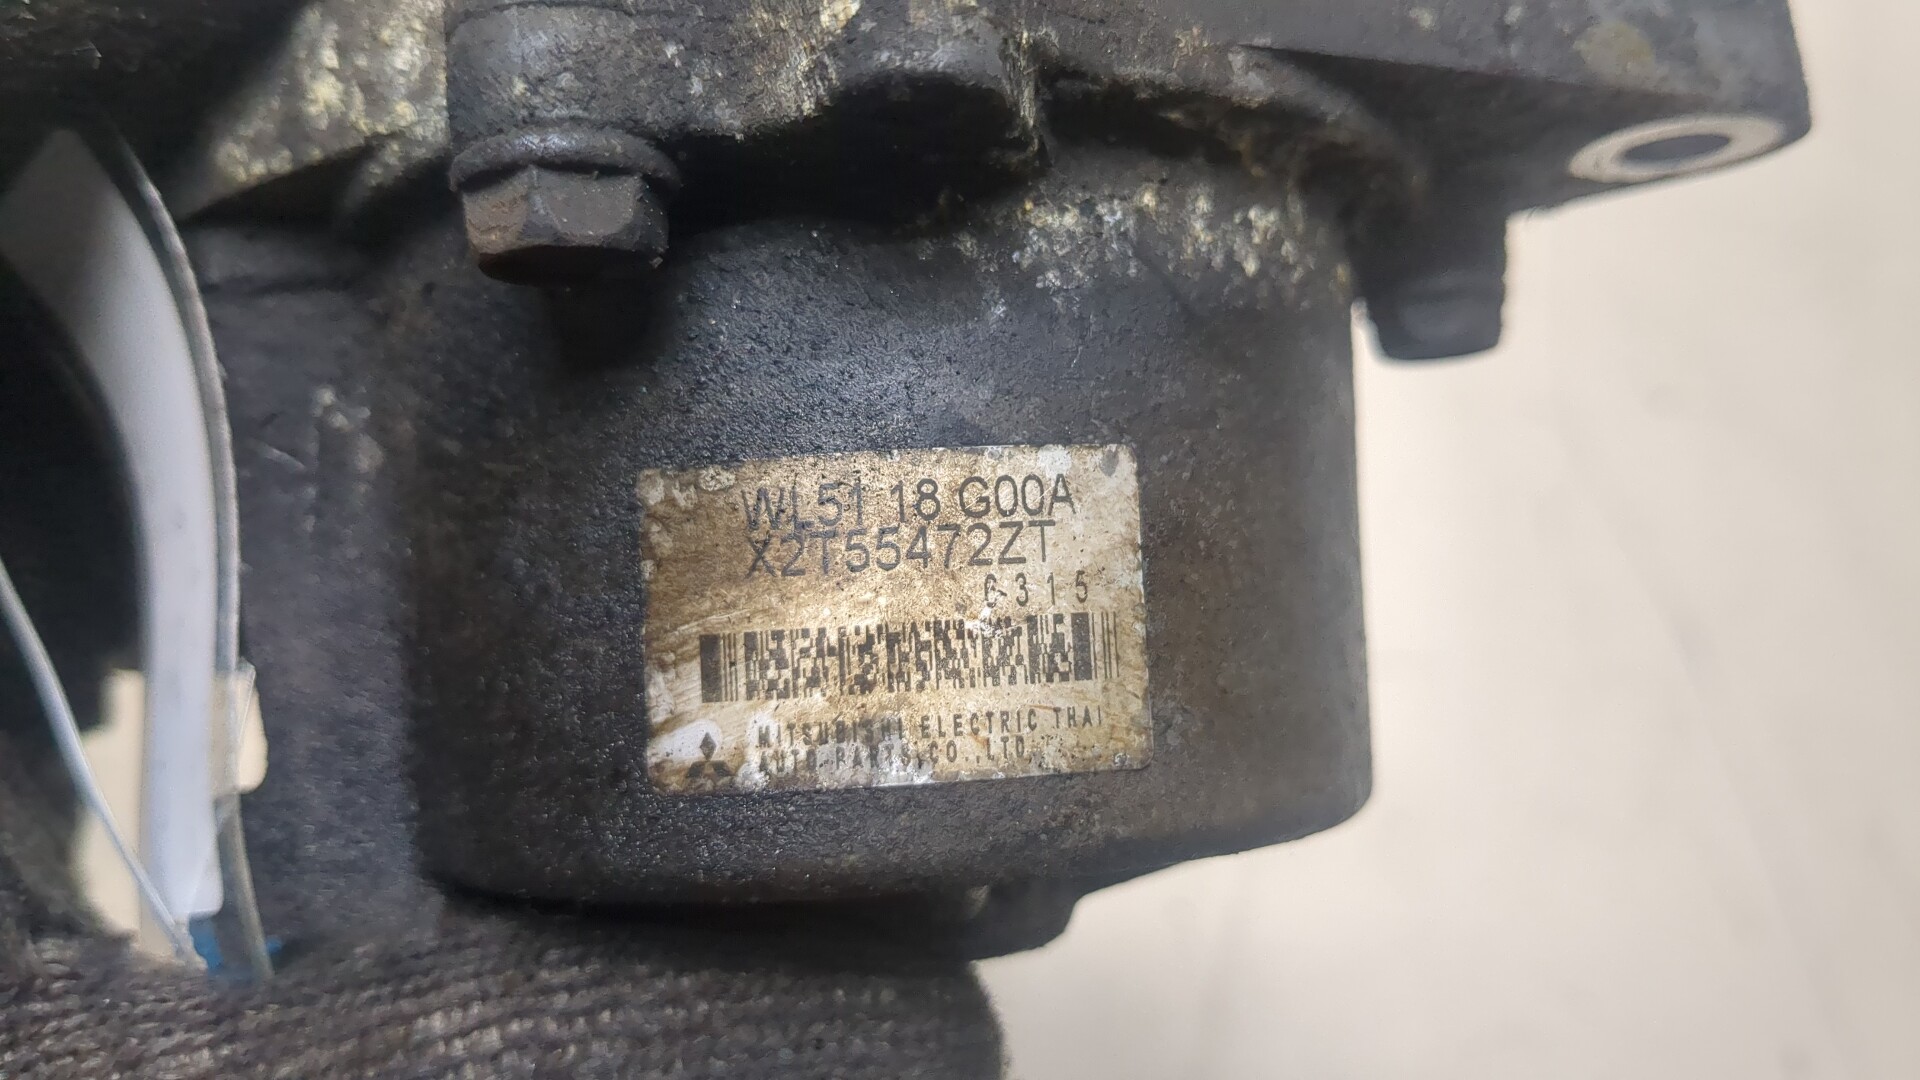 WL51 18 G00A
X2T55472ZT
C315
MITSUBISHI ELECTRIC THAI
AUTO-PARTS CO.,LTD.